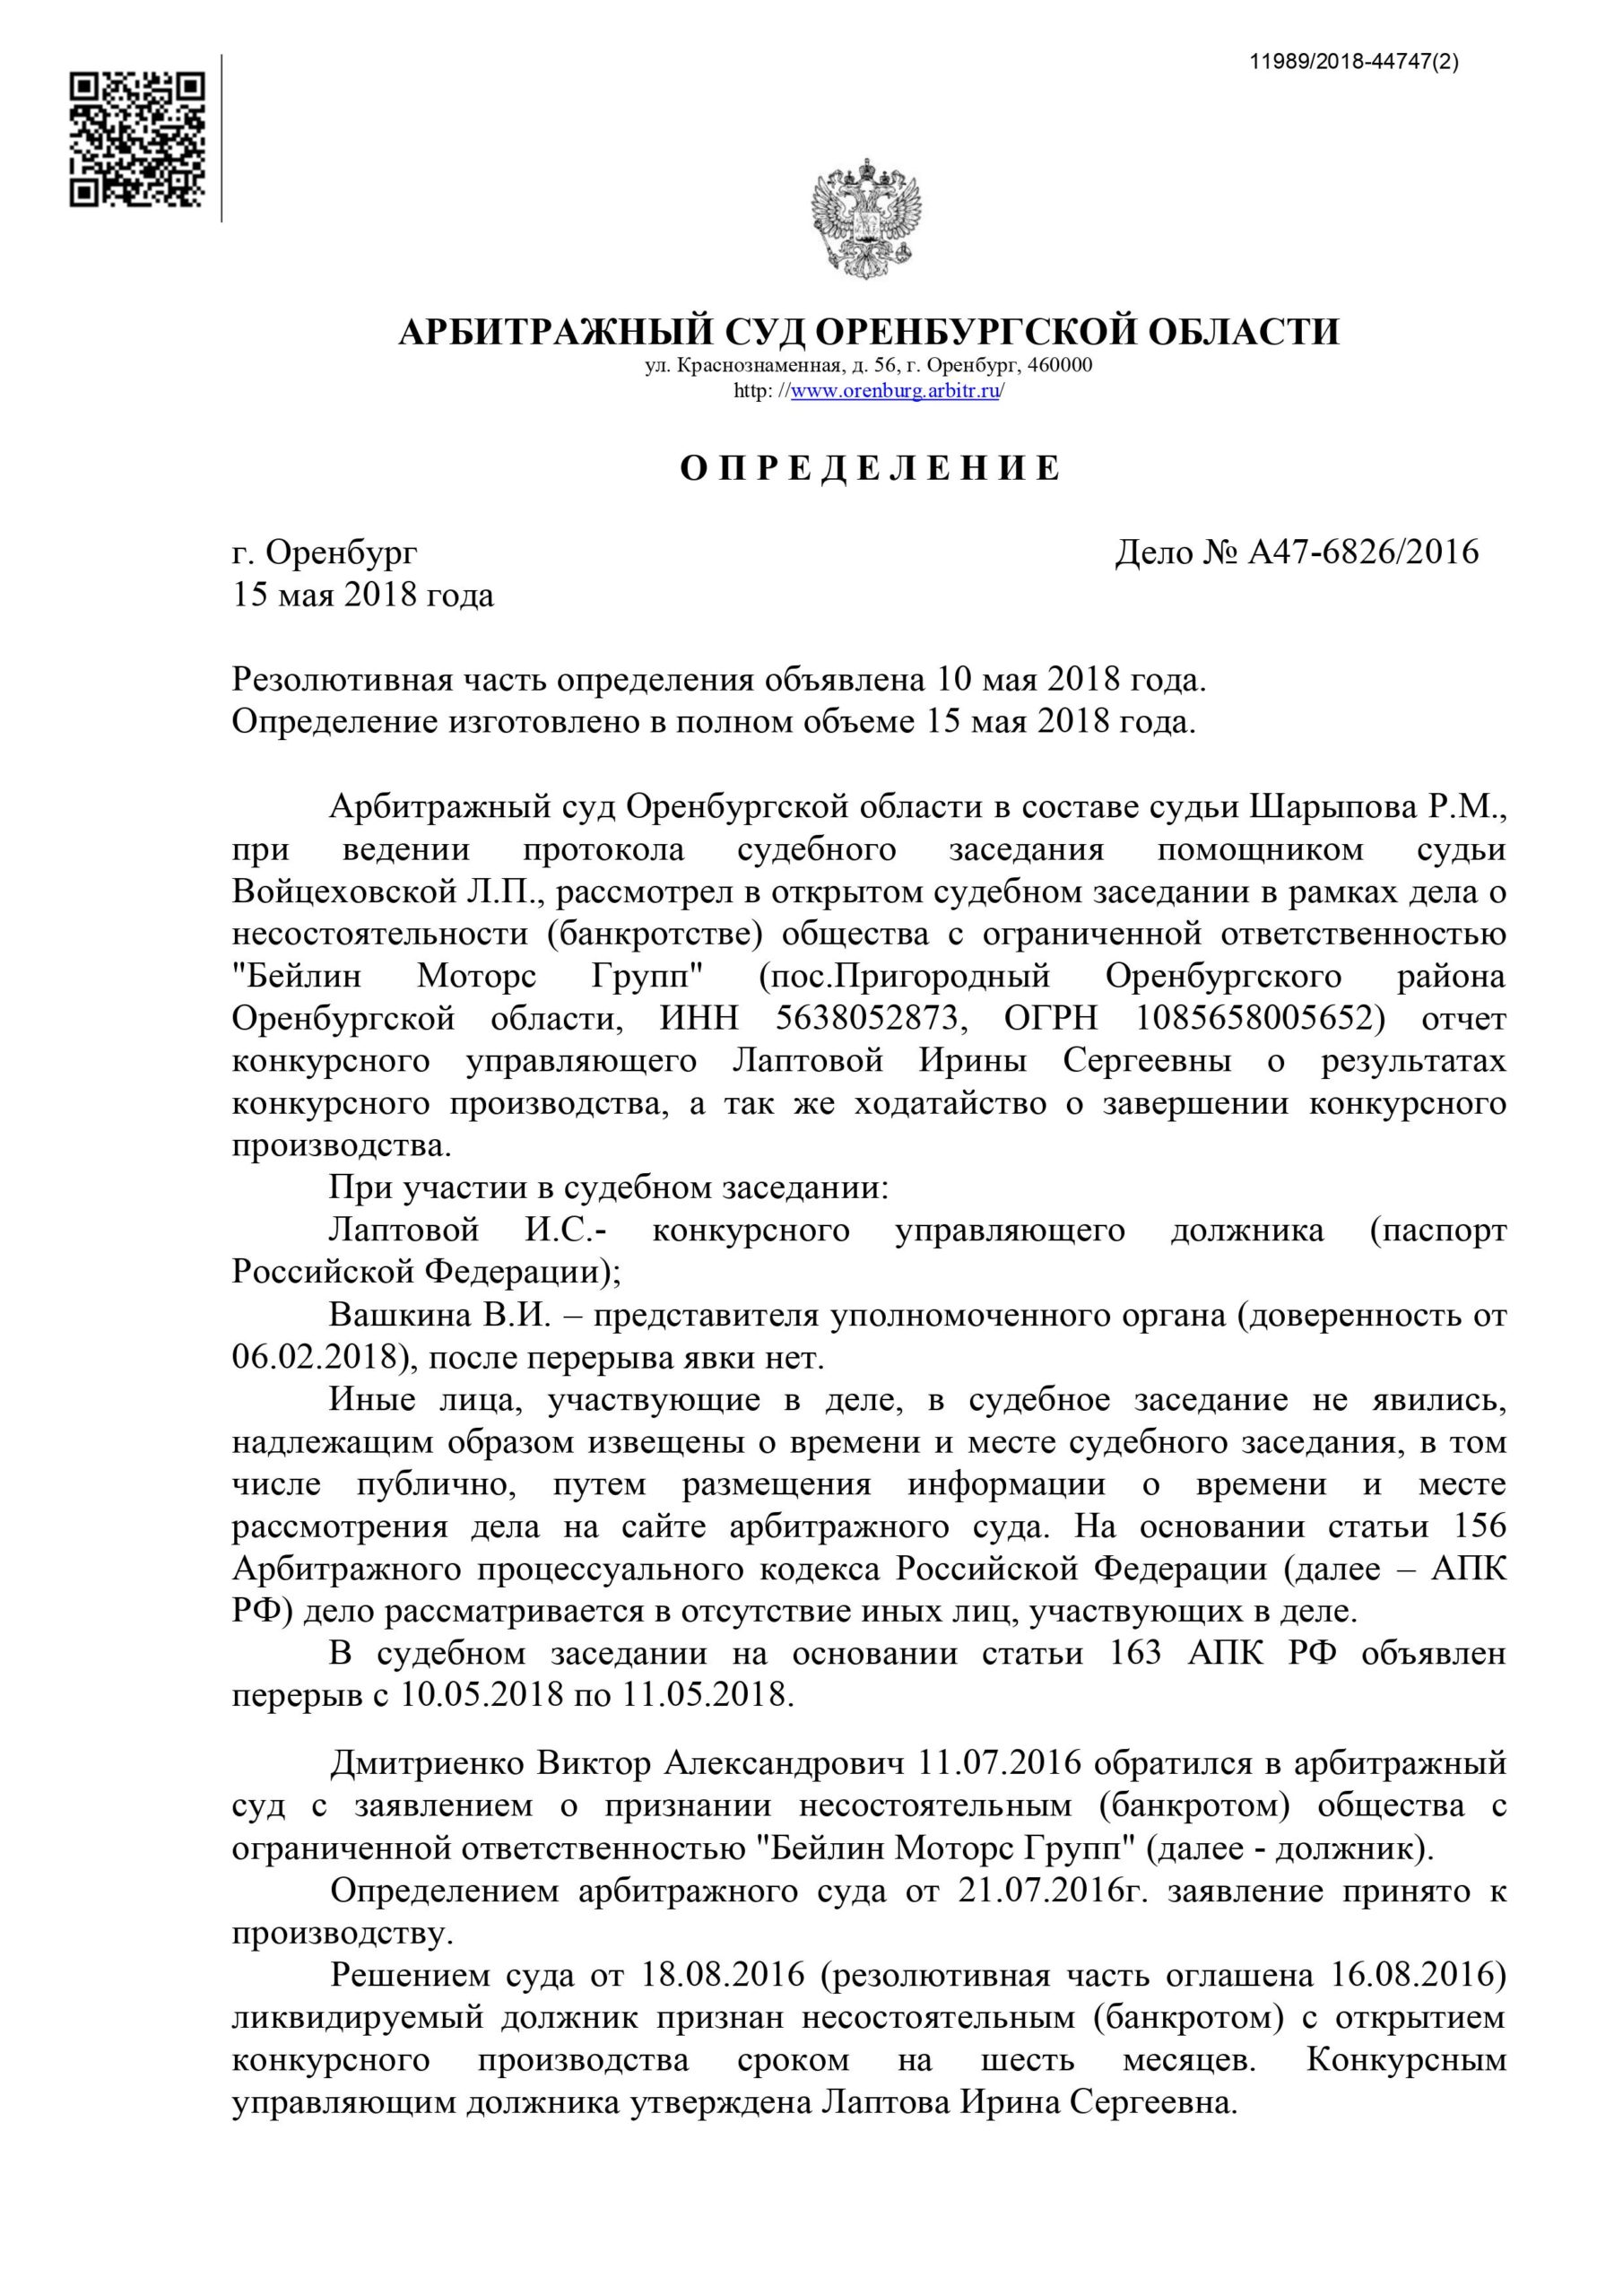 11989/2018-44747(2)
АРБИТРАЖНЫЙ СУД ОРЕНБУРГСКОЙ ОБЛАСТИ
ул. Краснознаменная, д. 56, г. Оренбург, 460000
http: //www.orenburg.arbitr.ru/
О П Р Е Д Е Л Е Н И Е
г. Оренбург Дело № А47-6826/2016
15 мая 2018 года
Резолютивная часть определения объявлена 10 мая 2018 года.
Определение изготовлено в полном объеме 15 мая 2018 года.
Арбитражный суд Оренбургской области в составе судьи Шарыпова Р.М.,
при ведении протокола судебного заседания помощником судьи
Войцеховской Л.П., рассмотрел в открытом судебном заседании в рамках дела о
несостоятельности (банкротстве) общества с ограниченной ответственностью
"Бейлин Моторс Групп" (пос.Пригородный Оренбургского района
Оренбургской области, ИНН 5638052873, ОГРН 1085658005652) отчет
конкурсного управляющего Лаптовой Ирины Сергеевны о результатах
конкурсного производства, а так же ходатайство о завершении конкурсного
производства.
При участии в судебном заседании:
Лаптовой И.С.- конкурсного управляющего должника (паспорт
Российской Федерации);
Вашкина В.И. – представителя уполномоченного органа (доверенность от
06.02.2018), после перерыва явки нет.
Иные лица, участвующие в деле, в судебное заседание не явились,
надлежащим образом извещены о времени и месте судебного заседания, в том
числе публично, путем размещения информации о времени и месте
рассмотрения дела на сайте арбитражного суда. На основании статьи 156
Арбитражного процессуального кодекса Российской Федерации (далее – АПК
РФ) дело рассматривается в отсутствие иных лиц, участвующих в деле.
В судебном заседании на основании статьи 163 АПК РФ объявлен
перерыв с 10.05.2018 по 11.05.2018.
Дмитриенко Виктор Александрович 11.07.2016 обратился в арбитражный
суд с заявлением о признании несостоятельным (банкротом) общества с
ограниченной ответственностью "Бейлин Моторс Групп" (далее - должник).
Определением арбитражного суда от 21.07.2016г. заявление принято к
производству.
Решением суда от 18.08.2016 (резолютивная часть оглашена 16.08.2016)
ликвидируемый должник признан несостоятельным (банкротом) с открытием
конкурсного производства сроком на шесть месяцев. Конкурсным
управляющим должника утверждена Лаптова Ирина Сергеевна.